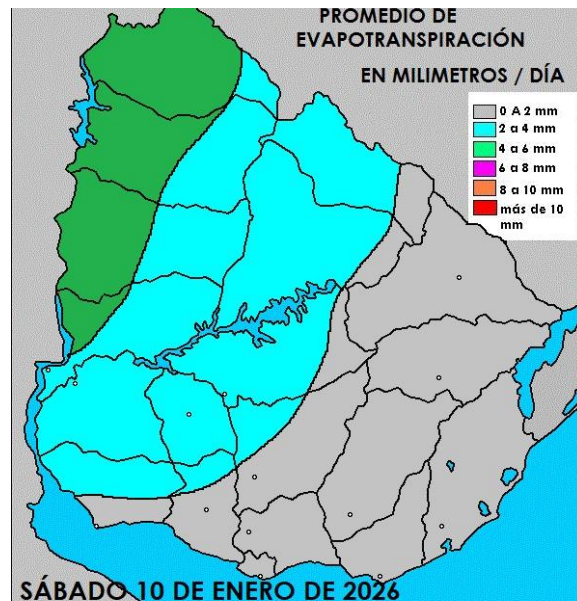 PROMEDIO DE
EVAPOTRANSPIRACIÓN
EN MILIMETROS / DÍA
0 A 2 mm
2 a 4 mm
4 a 6 mm
6 a 8 mm
8 a 10 mm
más de 10
mm
SÁBADO 10 DE ENERO DE 2026